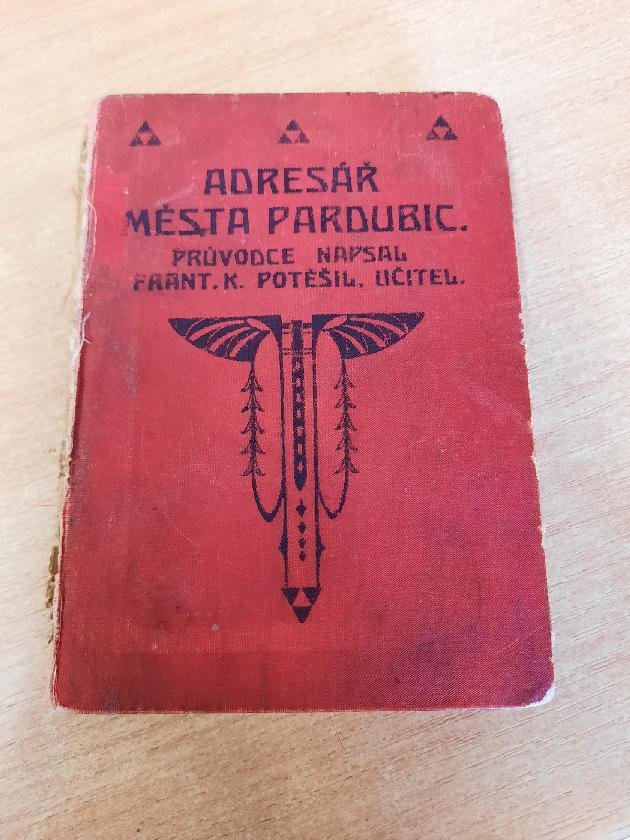 ADRESÁŘ
MĚSTA PARDUBIC.
PRŮVODCE NAPSAL
FRANT. K. POTĚŠIL, UČITEL.